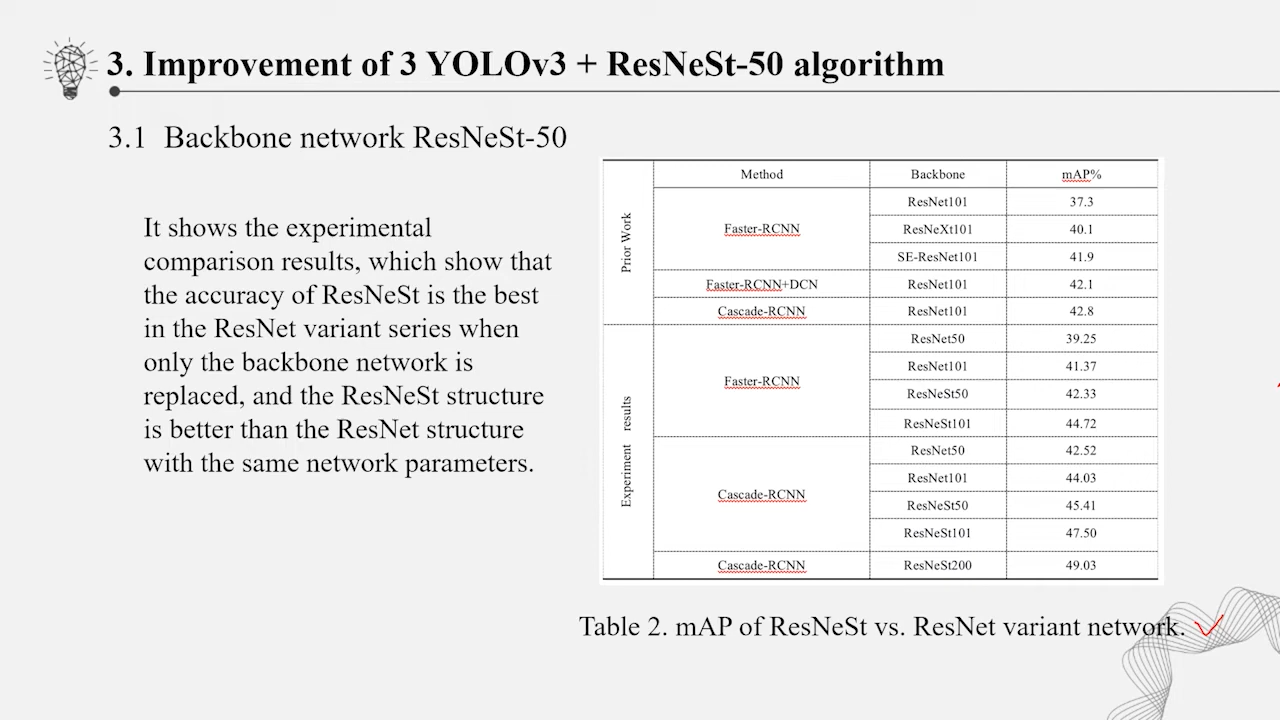 3. Improvement of 3 YOLOv3 + ResNeSt-50 algorithm
3.1 Backbone network ResNeSt-50
It shows the experimental
comparison results, which show that
the accuracy of ResNeSt is the best
in the ResNet variant series when
only the backbone network is
replaced, and the ResNeSt structure
is better than the ResNet structure
with the same network parameters.
Method Backbone mAP%
Prior Work
Faster-RCNN
ResNet101 37.3
ResNeXt101 40.1
SE-ResNet101 41.9
Faster-RCNN+DCN ResNet101 42.1
Cascade-RCNN ResNet101 42.8
Experiment results
Faster-RCNN
ResNet50 39.25
ResNet101 41.37
ResNeSt50 42.33
ResNeSt101 44.72
Cascade-RCNN
ResNet50 42.52
ResNet101 44.03
ResNeSt50 45.41
ResNeSt101 47.50
Cascade-RCNN ResNeSt200 49.03
Table 2. mAP of ResNeSt vs. ResNet variant network.